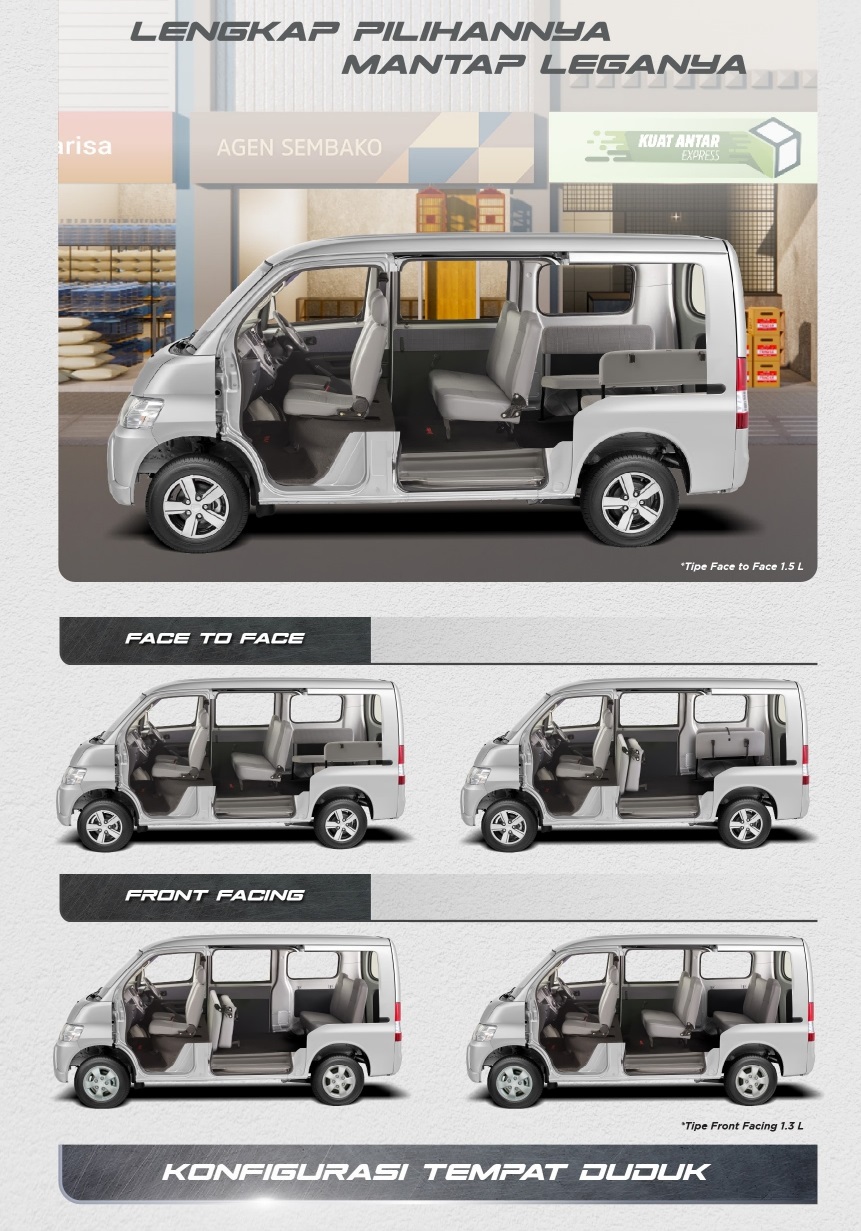 LENGKAP PILIHANNYA
MANTAP LEGANYA
arisa
AGEN SEMBAKO
KUAT ANTAR
EXPRESS
*Tipe Face to Face 1.5 L
FACE TO FACE
FRONT FACING
*Tipe Front Facing 1.3 L
KONFIGURASI TEMPAT DUDUK